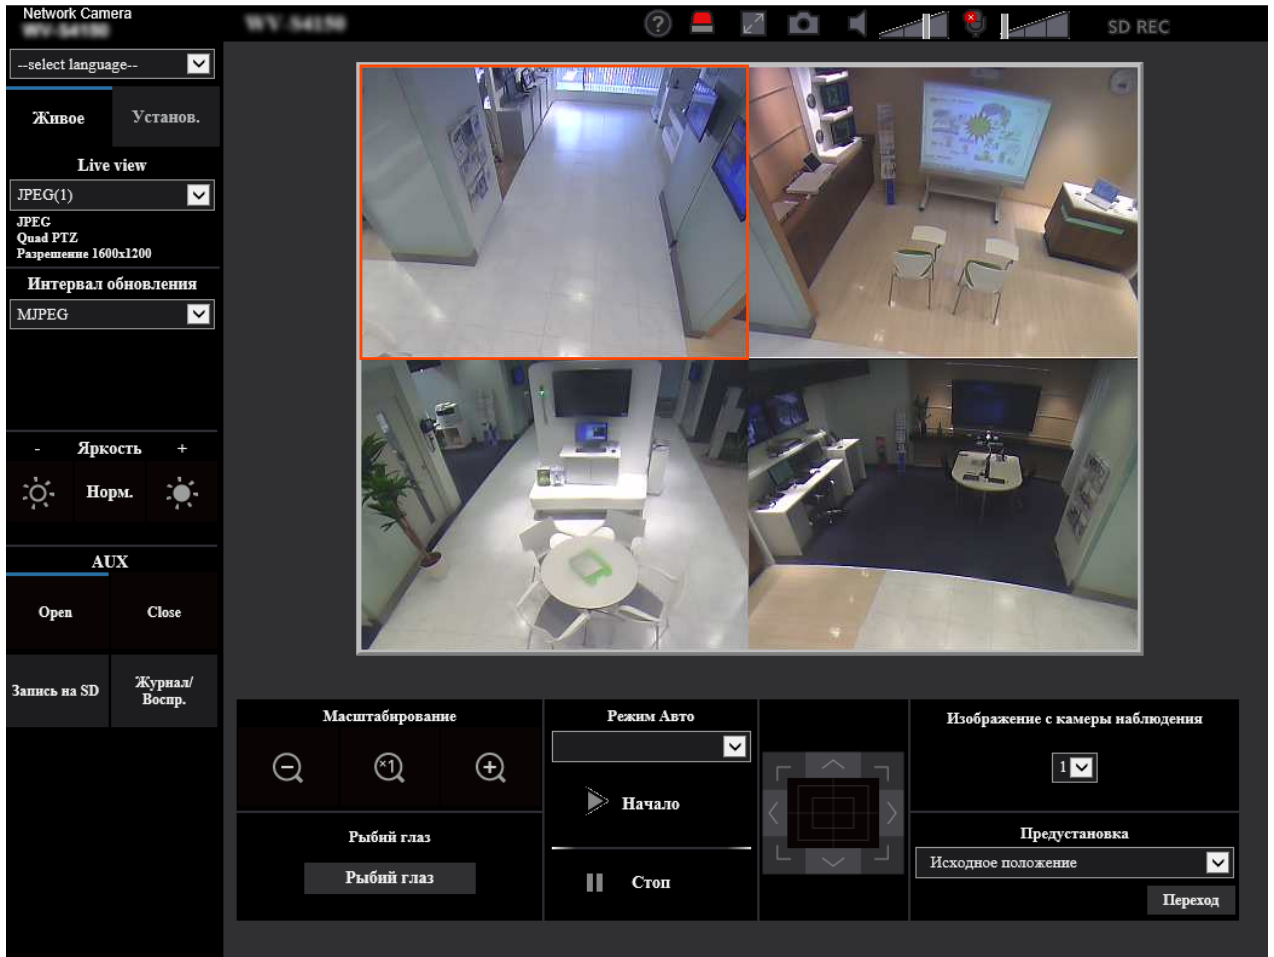 Network Camera
SD REC
--select language--
Живое
Установ.
Live view
JPEG(1)
JPEG
Quad PTZ
Разрешение 1600x1200
Интервал обновления
MJPEG
- Яркость +
Норм.
AUX
Open
Close
Запись на SD
Журнал/
Воспр.
Масштабирование
×1
Рыбий глаз
Рыбий глаз
Режим Авто
Начало
Стоп
Изображение с камеры наблюдения
1
Предустановка
Исходное положение
Переход